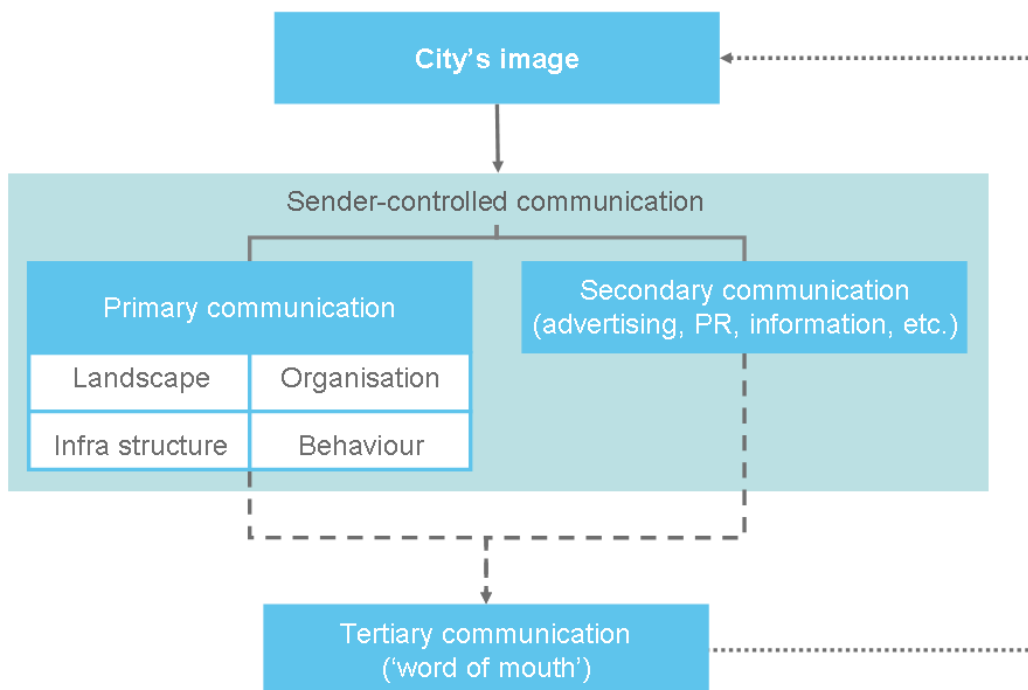 City's image
Sender-controlled communication
Primary communication
Secondary communication
(advertising, PR, information, etc.)
Landscape
Organisation
Infra structure
Behaviour
Tertiary communication
(‘word of mouth’)